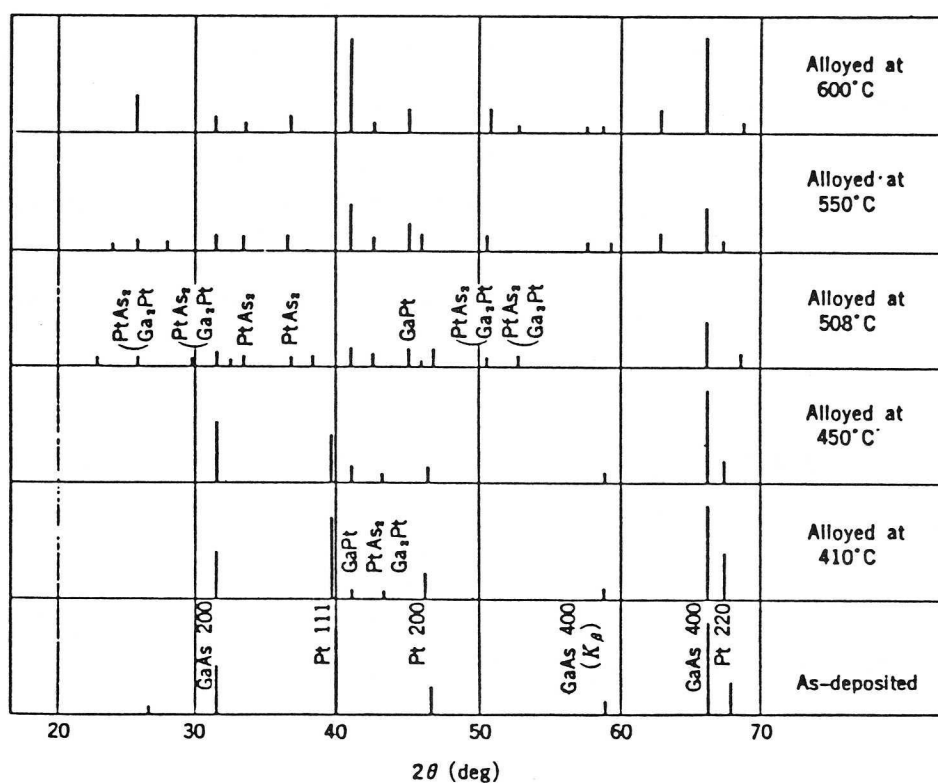 Alloyed at
600°C
Alloyed at
550°C
(PtAs₂
Ga₂Pt
(PtAs₂
Ga₂Pt
PtAs₂
PtAs₂
GaPt
(PtAs₂
Ga₂Pt
(PtAs₂
Ga₂Pt
Alloyed at
508°C
Alloyed at
450°C
GaPt
PtAs₂
Ga₂Pt
Alloyed at
410°C
GaAs 200
Pt 111
Pt 200
GaAs 400
(Kβ)
GaAs 400
Pt 220
As-deposited
20 30 40 50 60 70
2θ (deg)